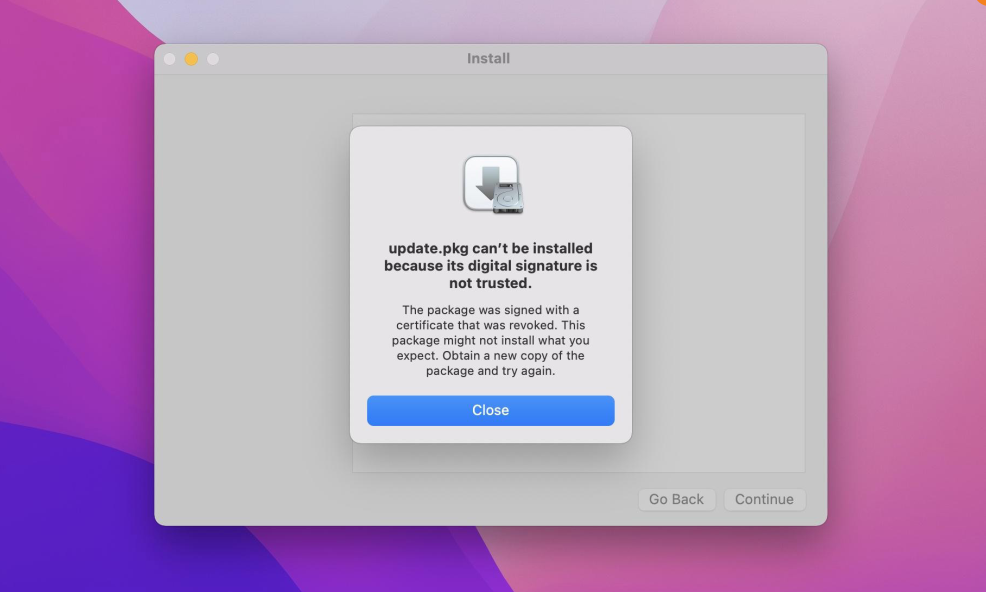 Install
update.pkg can’t be installed
because its digital signature is
not trusted.
The package was signed with a
certificate that was revoked. This
package might not install what you
expect. Obtain a new copy of the
package and try again.
Close
Go Back
Continue